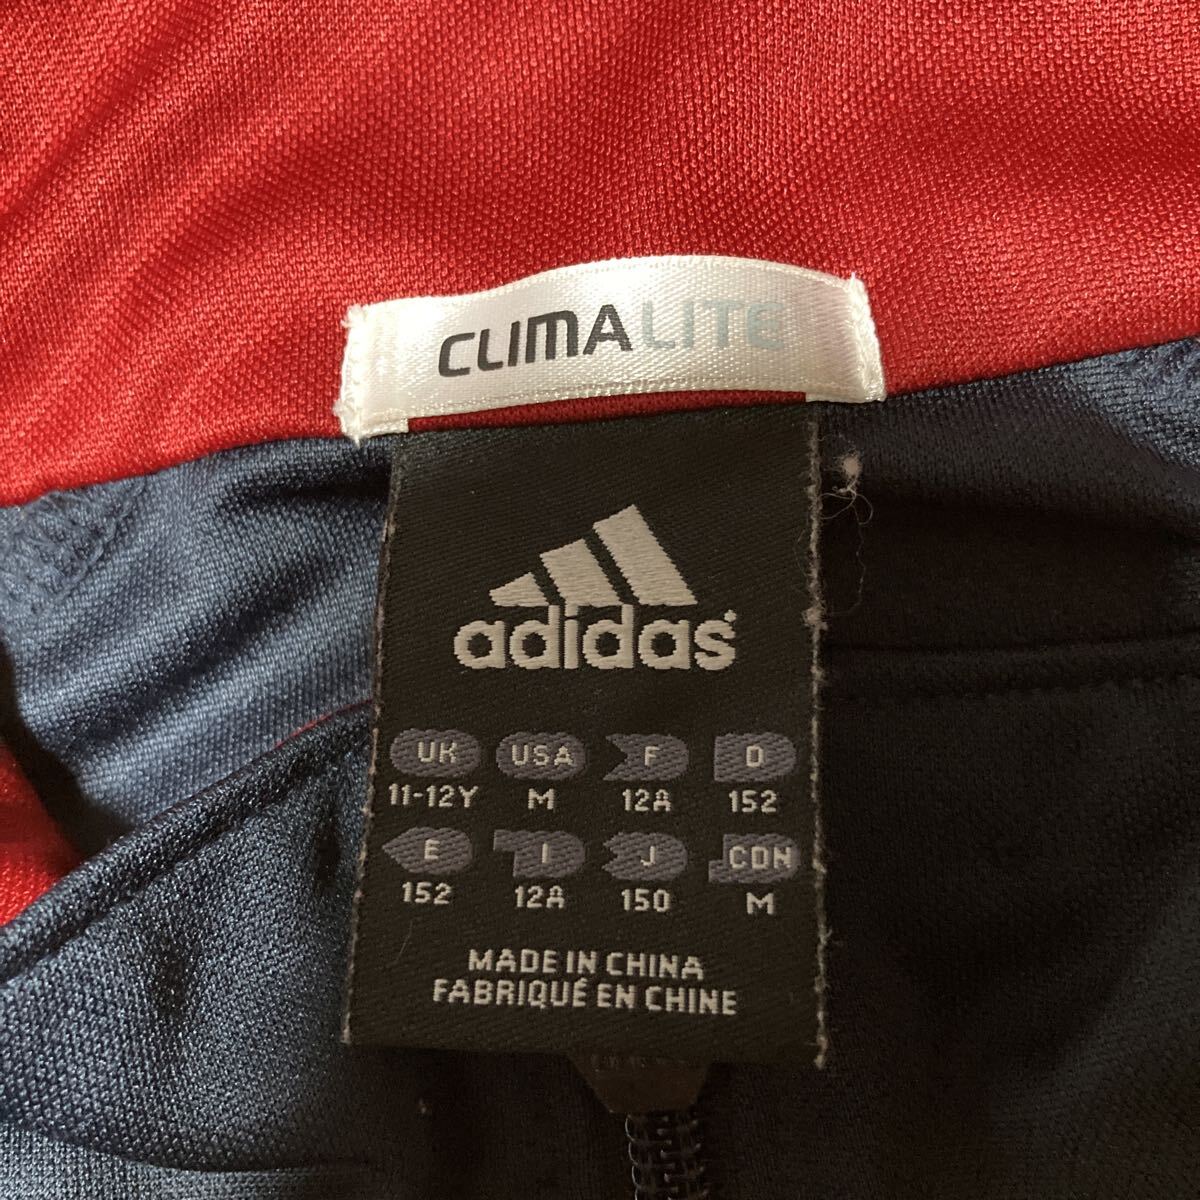 CLIMALITE
adidas
UK USA F D
11-12Y M 12A 152
E I J CDN
152 12A 150 M
MADE IN CHINA
FABRIQUÉ EN CHINE